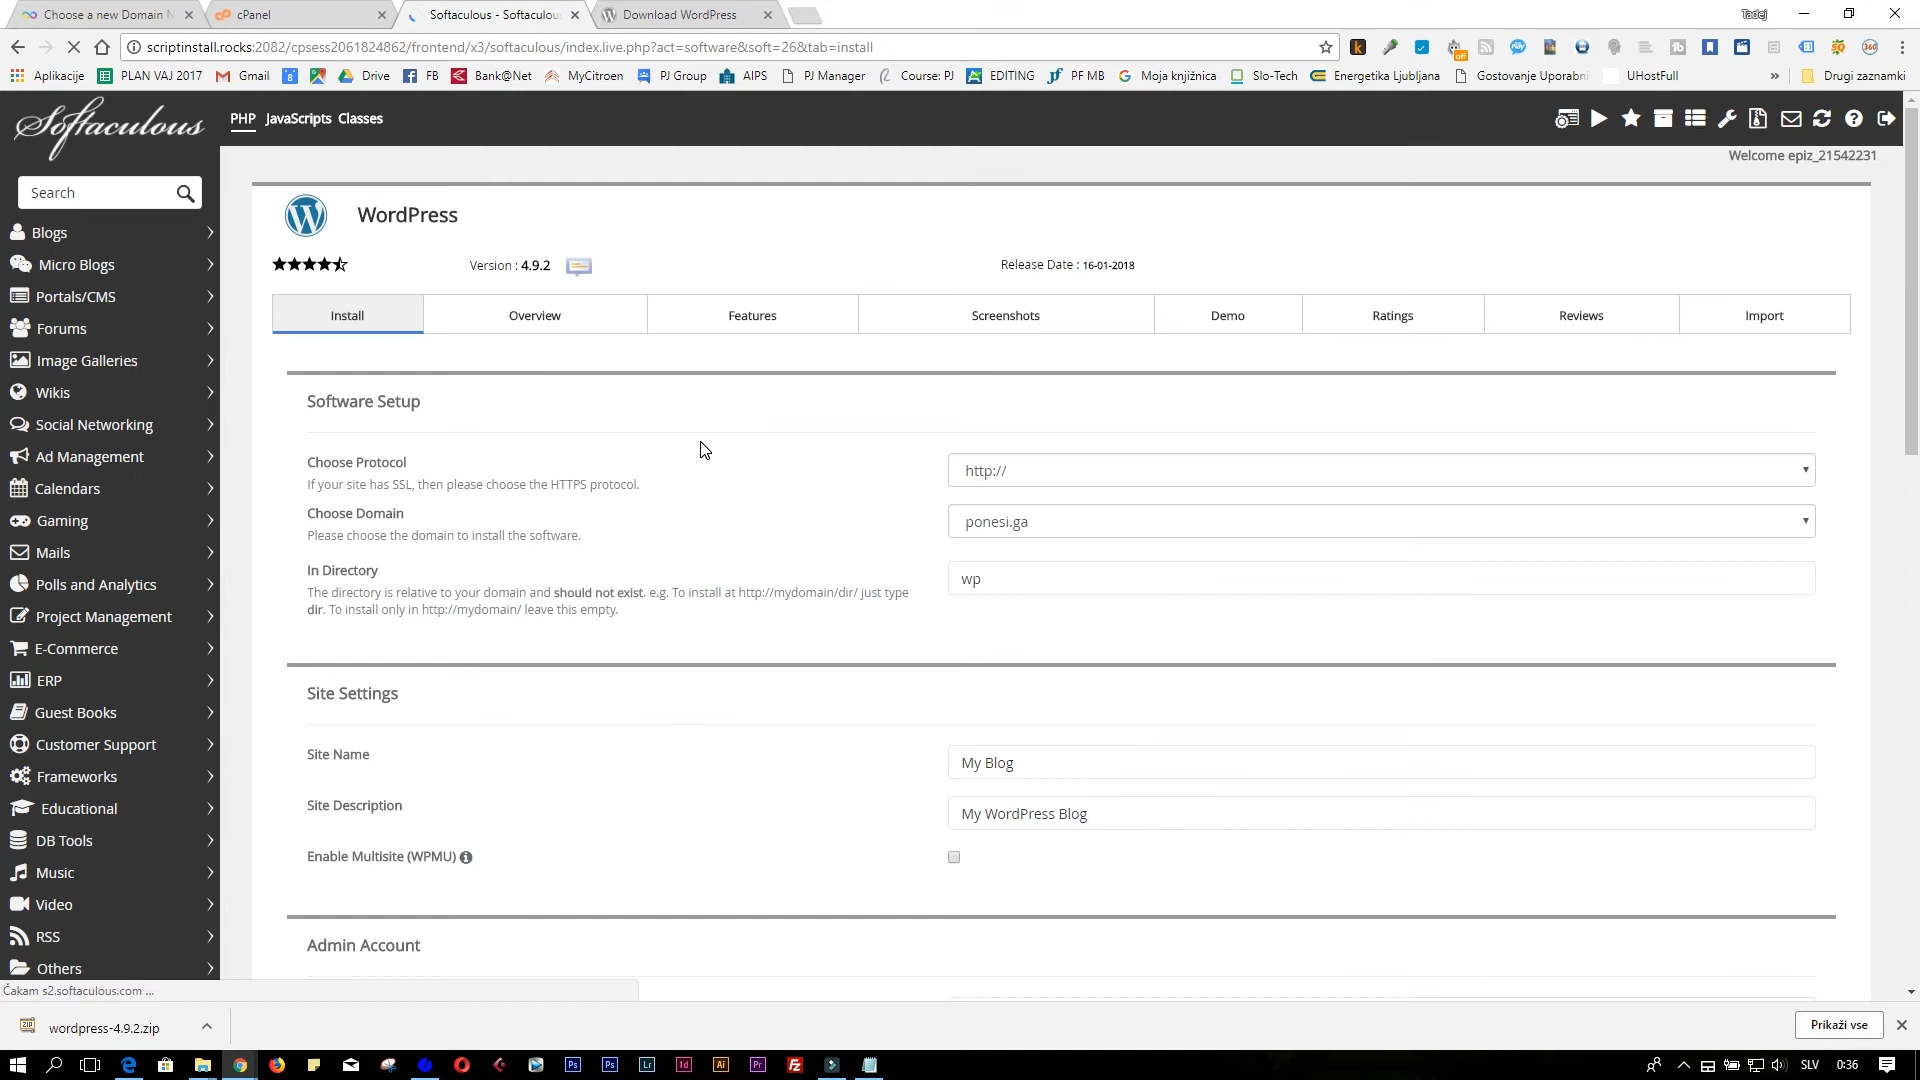 Choose a new Domain N
cPanel
Softaculous - Softaculou
Download WordPress
Tadej
scriptinstall.rocks:2082/cpsess2061824862/frontend/x3/softaculous/index.live.php?act=software&soft=26&tab=install
Aplikacije
PLAN VAJ 2017
Gmail
Drive
FB
Bank@Net
MyCitroen
PJ Group
AIPS
PJ Manager
Course: PJ
EDITING
PF MB
Moja knjižnica
Slo-Tech
Energetika Ljubljana
Gostovanje Uporabni
UHostFull
»
Drugi zaznamki
Softaculous
PHP JavaScripts Classes
Welcome epiz_21542231
Search
Blogs
Micro Blogs
Portals/CMS
Forums
Image Galleries
Wikis
Social Networking
Ad Management
Calendars
Gaming
Mails
Polls and Analytics
Project Management
E-Commerce
ERP
Guest Books
Customer Support
Frameworks
Educational
DB Tools
Music
Video
RSS
Others
WordPress
Version : 4.9.2
Release Date : 16-01-2018
Install
Overview
Features
Screenshots
Demo
Ratings
Reviews
Import
Software Setup
Choose Protocol
If your site has SSL, then please choose the HTTPS protocol.
http://
Choose Domain
Please choose the domain to install the software.
ponesi.ga
In Directory
The directory is relative to your domain and should not exist. e.g. To install at http://mydomain/dir/ just type
dir. To install only in http://mydomain/ leave this empty.
wp
Site Settings
Site Name
My Blog
Site Description
My WordPress Blog
Enable Multisite (WPMU)
Admin Account
Čakam s2.softaculous.com ...
wordpress-4.9.2.zip
Prikaži vse
SLV
0:36